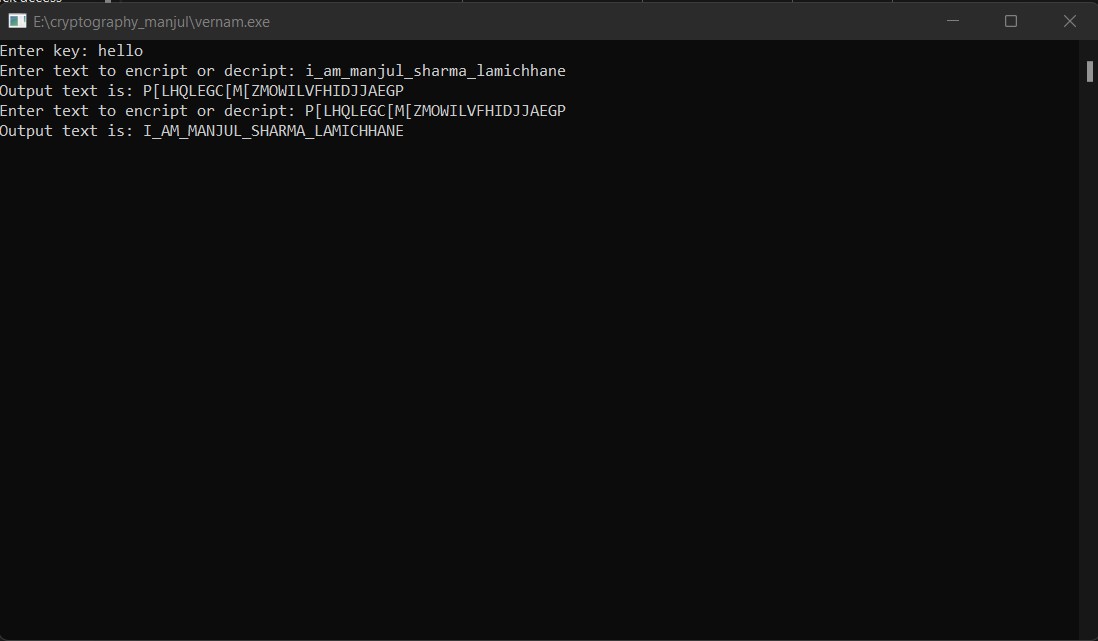 E:\cryptography_manjul\vernam.exe
Enter key: hello
Enter text to encript or decript: i_am_manjul_sharma_lamichhane
Output text is: P[LHQLEGC[M[ZMOWILVFHIDJJAEGP
Enter text to encript or decript: P[LHQLEGC[M[ZMOWILVFHIDJJAEGP
Output text is: I_AM_MANJUL_SHARMA_LAMICHHANE